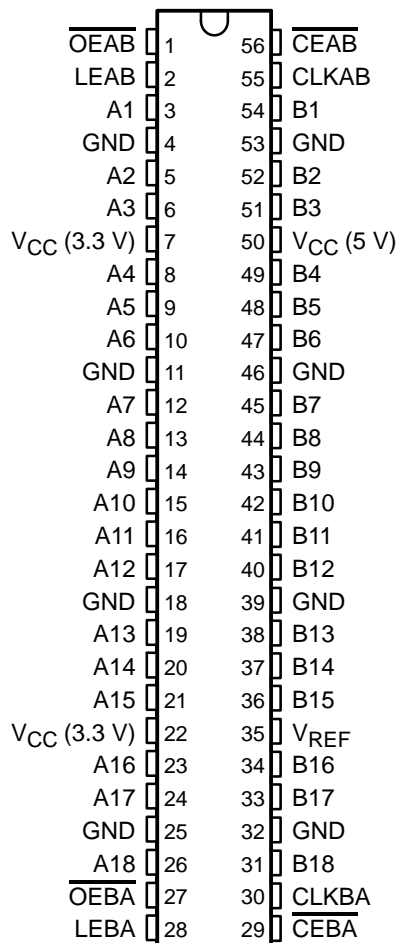 O̅E̅A̅B̅ 1 56 C̅E̅A̅B̅
LEAB 2 55 CLKAB
A1 3 54 B1
GND 4 53 GND
A2 5 52 B2
A3 6 51 B3
VCC (3.3 V) 7 50 VCC (5 V)
A4 8 49 B4
A5 9 48 B5
A6 10 47 B6
GND 11 46 GND
A7 12 45 B7
A8 13 44 B8
A9 14 43 B9
A10 15 42 B10
A11 16 41 B11
A12 17 40 B12
GND 18 39 GND
A13 19 38 B13
A14 20 37 B14
A15 21 36 B15
VCC (3.3 V) 22 35 VREF
A16 23 34 B16
A17 24 33 B17
GND 25 32 GND
A18 26 31 B18
O̅E̅B̅A̅ 27 30 CLKBA
LEBA 28 29 C̅E̅B̅A̅